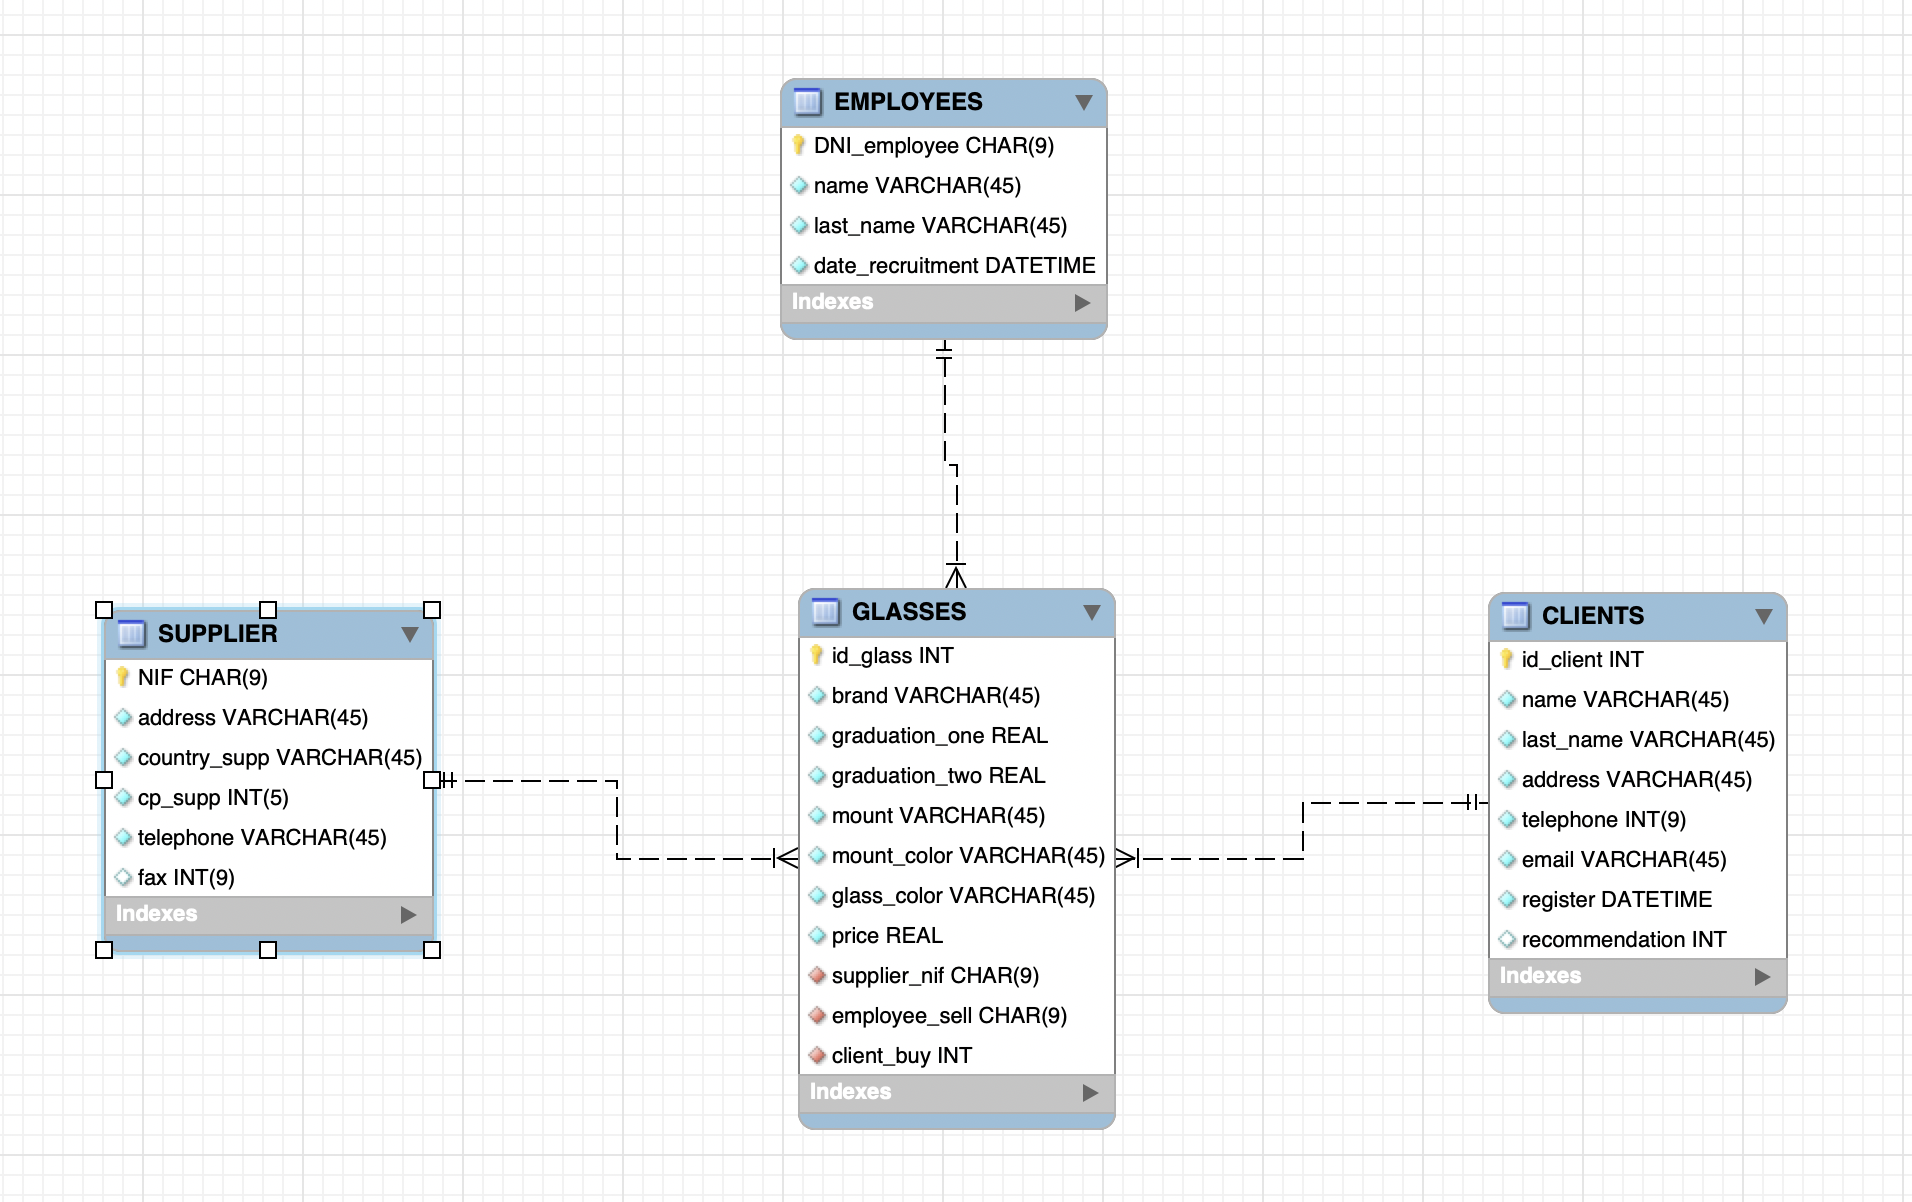 EMPLOYEES
DNI_employee CHAR(9)
name VARCHAR(45)
last_name VARCHAR(45)
date_recruitment DATETIME
Indexes
SUPPLIER
NIF CHAR(9)
address VARCHAR(45)
country_supp VARCHAR(45)
cp_supp INT(5)
telephone VARCHAR(45)
fax INT(9)
Indexes
GLASSES
id_glass INT
brand VARCHAR(45)
graduation_one REAL
graduation_two REAL
mount VARCHAR(45)
mount_color VARCHAR(45)
glass_color VARCHAR(45)
price REAL
supplier_nif CHAR(9)
employee_sell CHAR(9)
client_buy INT
Indexes
CLIENTS
id_client INT
name VARCHAR(45)
last_name VARCHAR(45)
address VARCHAR(45)
telephone INT(9)
email VARCHAR(45)
register DATETIME
recommendation INT
Indexes